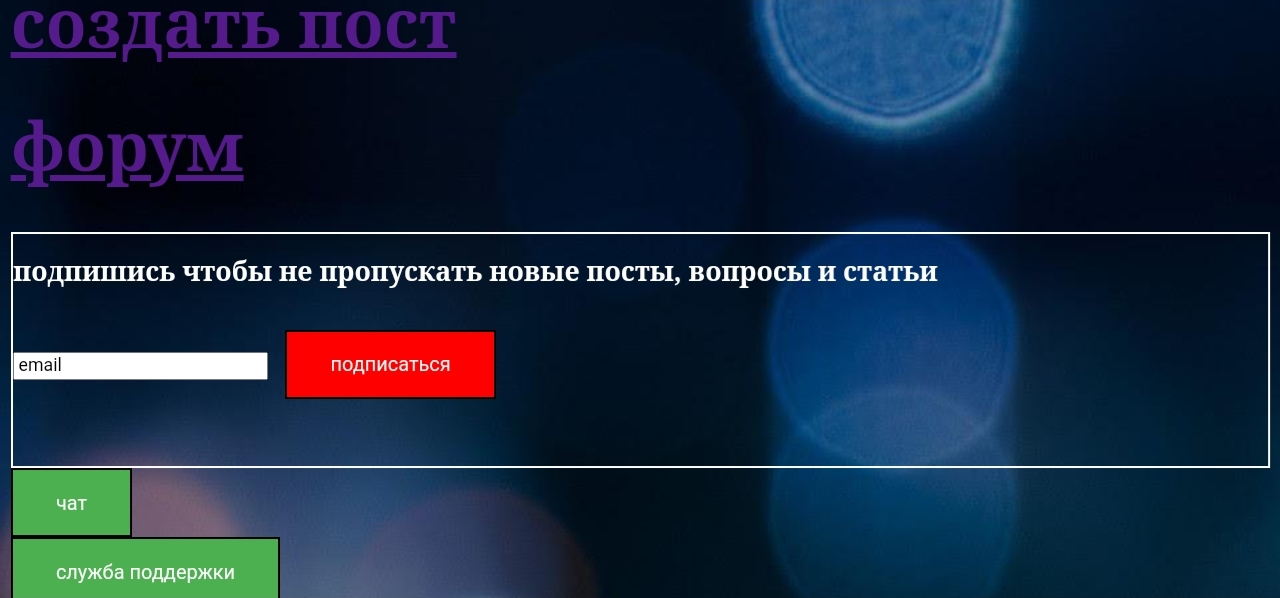 создать пост
форум
подпишись чтобы не пропускать новые посты, вопросы и статьи
email подписаться
чат
служба поддержки